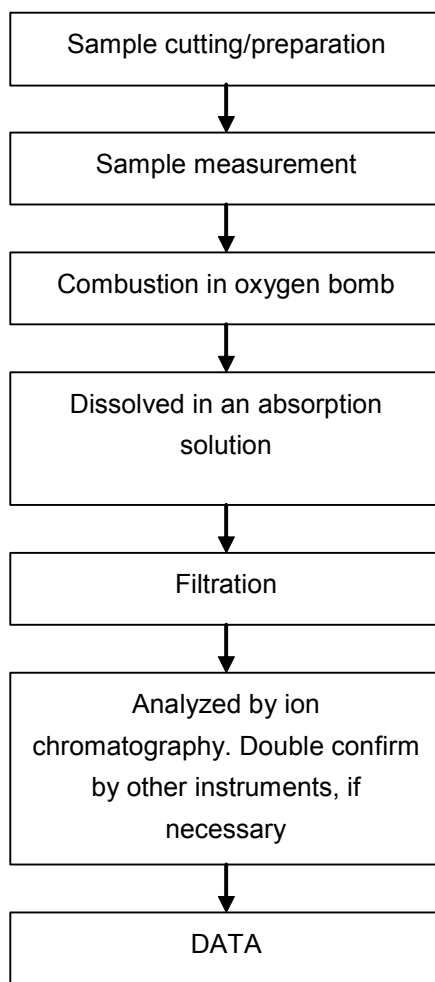 Sample cutting/preparation
Sample measurement
Combustion in oxygen bomb
Dissolved in an absorption
solution
Filtration
Analyzed by ion
chromatography. Double confirm
by other instruments, if
necessary
DATA